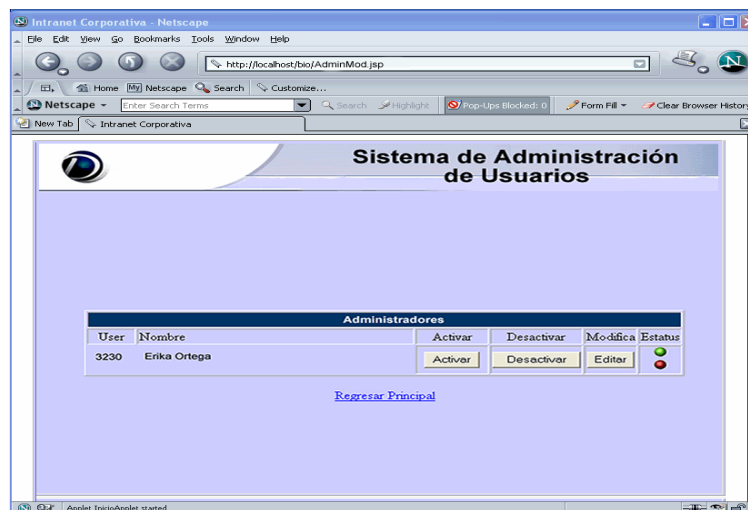 Intranet Corporativa - Netscape
File Edit View Go Bookmarks Tools Window Help
http://localhost/bio/AdminMod.jsp
Home My Netscape Search Customize...
Netscape Enter Search Terms Search Highlight Pop-Ups Blocked: 0 Form Fill Clear Browser History
New Tab Intranet Corporativa
Sistema de Administración
de Usuarios
Administradores
User Nombre Activar Desactivar Modifica Estatus
3230 Erika Ortega Activar Desactivar Editar
Regresar Principal
Applet InicioApplet started